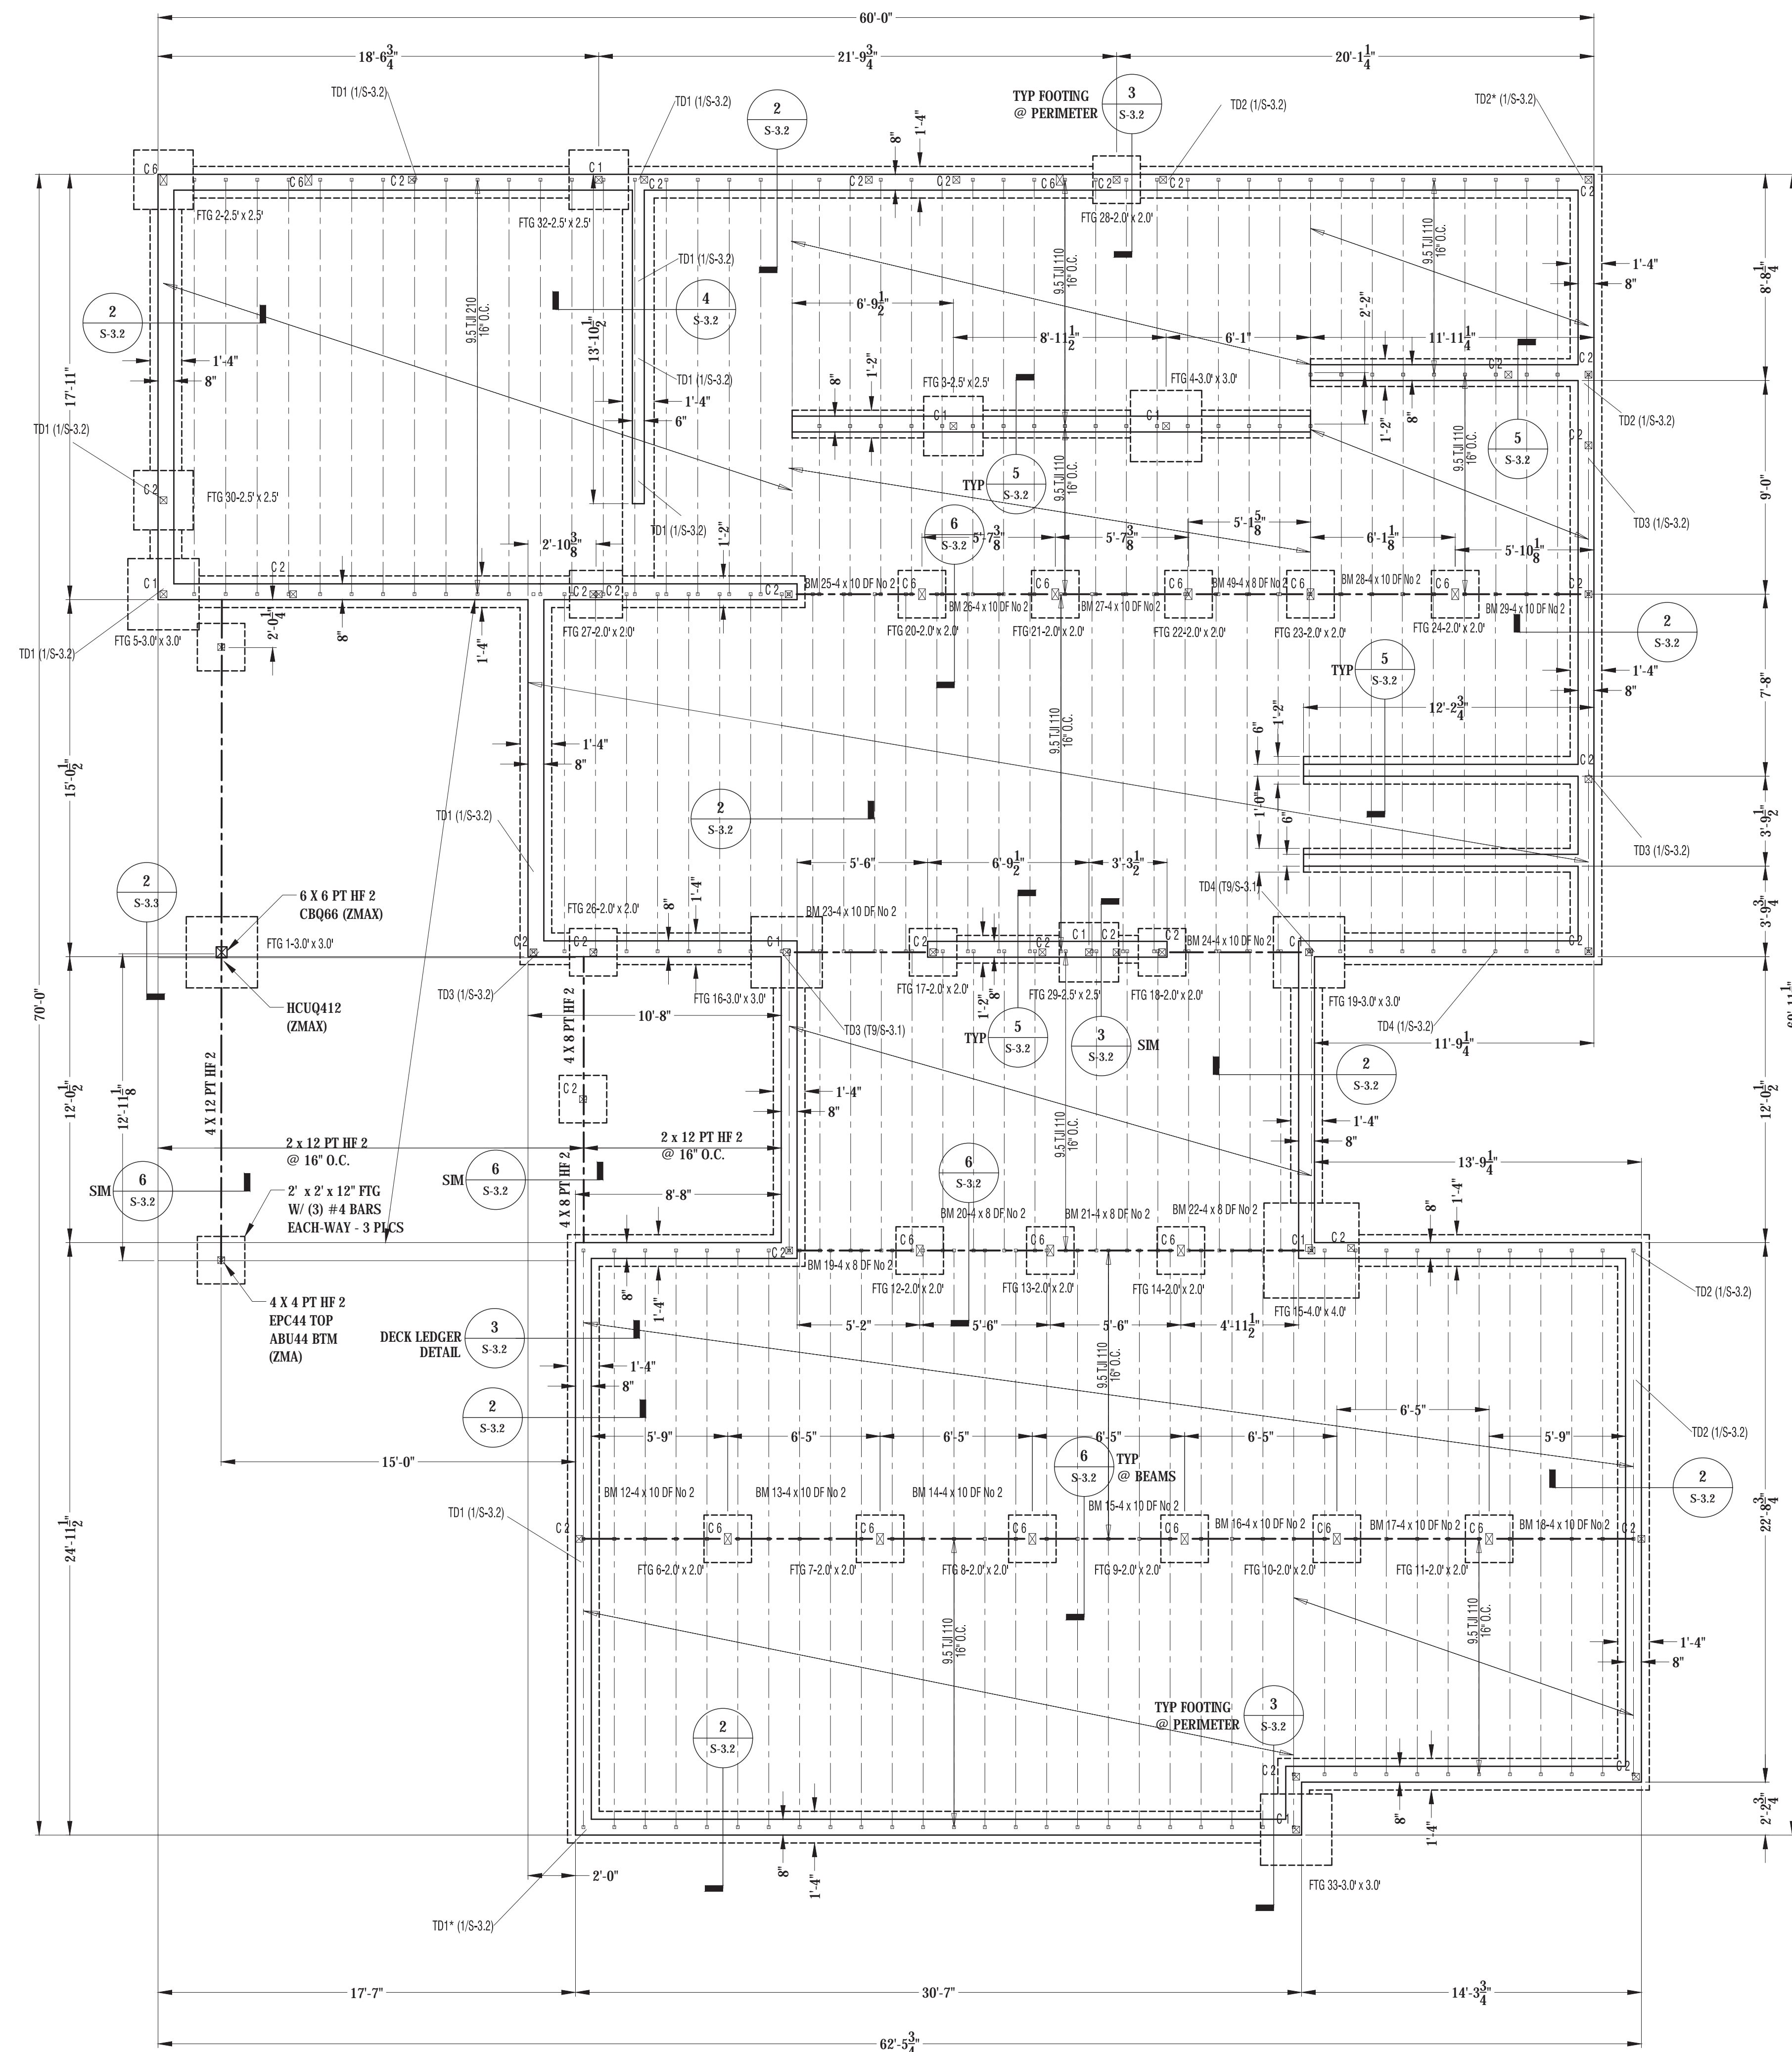 60'-0"
18'-6 3/4"
21'-9 3/4"
20'-1 1/4"
TD1 (1/S-3.2)
TD1 (1/S-3.2)
2
S-3.2
TYP FOOTING
@ PERIMETER
3
S-3.2
TD2 (1/S-3.2)
TD2* (1/S-3.2)
8"
1'-4"
C 6
C 6
C 2
C 1
C 2
C 2
C 2
C 6
C 2
C 2
C 2
FTG 2-2.5' x 2.5'
FTG 32-2.5' x 2.5'
FTG 28-2.0' x 2.0'
TD1 (1/S-3.2)
9.5 TJI 110
16" O.C.
9.5 TJI 110
16" O.C.
1'-4"
8"
8'-8 1/4"
2
S-3.2
4
S-3.2
9.5 TJI 210
16" O.C.
13'-10 1/2"
6'-9 1/2"
8'-11 1/2"
6'-1"
11'-11 1/4"
2'-2"
1'-4"
8"
17'-11"
TD1 (1/S-3.2)
8"
1'-2"
FTG 3-2.5' x 2.5'
FTG 4-3.0' x 3.0'
C 2
C 2
1'-4"
6"
C 1
C 1
1'-2"
8"
TD2 (1/S-3.2)
TD1 (1/S-3.2)
C 2
5
S-3.2
9.5 TJI 110
16" O.C.
9.5 TJI 110
16" O.C.
TYP
5
S-3.2
9'-0"
C 2
FTG 30-2.5' x 2.5'
TD1 (1/S-3.2)
TD3 (1/S-3.2)
2'-10 3/8"
1'-2"
6
S-3.2
5'-7 3/8"
5'-7 3/8"
5'-1 5/8"
6'-1 1/8"
5'-10 1/8"
C 1
C 2
C 2
C 2
C 2
BM 25-4 x 10 DF No 2
C 6
BM 26-4 x 10 DF No 2
C 6
BM 27-4 x 10 DF No 2
C 6
BM 49-4 x 8 DF No 2
C 6
BM 28-4 x 10 DF No 2
C 6
BM 29-4 x 10 DF No 2
C 2
TD1 (1/S-3.2)
FTG 5-3.0' x 3.0'
2'-0 1/4"
8"
1'-4"
FTG 27-2.0' x 2.0'
FTG 20-2.0' x 2.0'
FTG 21-2.0' x 2.0'
FTG 22-2.0' x 2.0'
FTG 23-2.0' x 2.0'
FTG 24-2.0' x 2.0'
2
S-3.2
TYP
5
S-3.2
1'-4"
8"
7'-8"
12'-2 3/4"
1'-4"
8"
9.5 TJI 110
16" O.C.
6"
1'-2"
C 2
15'-0 1/2"
TD1 (1/S-3.2)
2
S-3.2
1'-0"
6"
3'-9 1/2"
TD3 (1/S-3.2)
5'-6"
6'-9 1/2"
3'-3 1/2"
TD4 (T9/S-3.1)
2
S-3.3
6 X 6 PT HF 2
CBQ66 (ZMAX)
FTG 1-3.0' x 3.0'
FTG 26-2.0' x 2.0'
8"
1'-4"
BM 23-4 x 10 DF No 2
5
S-3.2
TYP
3
S-3.2
SIM
BM 24-4 x 10 DF No 2
3'-9 3/4"
C 2
C 2
C 1
C 2
C 2
C 1
C 2
C 2
C 2
HCUQ412
(ZMAX)
TD3 (1/S-3.2)
FTG 16-3.0' x 3.0'
FTG 17-2.0' x 2.0'
1'-2"
8"
FTG 29-2.5' x 2.5'
FTG 18-2.0' x 2.0'
FTG 19-3.0' x 3.0'
TD4 (1/S-3.2)
10'-8"
TD3 (T9/S-3.1)
11'-9 1/4"
70'-0"
4 X 12 PT HF 2
4 X 8 PT HF 2
C 2
2
S-3.2
12'-0 1/2"
12'-11 1/8"
1'-4"
8"
1'-4"
8"
9.5 TJI 110
16" O.C.
12'-0 1/2"
2 x 12 PT HF 2
@ 16" O.C.
2 x 12 PT HF 2
@ 16" O.C.
SIM
6
S-3.2
SIM
6
S-3.2
4 X 8 PT HF 2
6
S-3.2
13'-9 1/4"
2' x 2' x 12" FTG
W/ (3) #4 BARS
EACH-WAY - 3 PLCS
8'-8"
8"
1'-4"
C 2
BM 19-4 x 8 DF No 2
C 6
BM 20-4 x 8 DF No 2
C 6
BM 21-4 x 8 DF No 2
C 6
BM 22-4 x 8 DF No 2
C 1
C 2
8"
1'-4"
FTG 12-2.0' x 2.0'
FTG 13-2.0' x 2.0'
FTG 14-2.0' x 2.0'
FTG 15-4.0' x 4.0'
TD2 (1/S-3.2)
4 X 4 PT HF 2
EPC44 TOP
ABU44 BTM
(ZMA)
DECK LEDGER
DETAIL
3
S-3.2
5'-2"
5'-6"
5'-6"
4'-11 1/2"
1'-4"
8"
9.5 TJI 110
16" O.C.
2
S-3.2
6'-5"
TD2 (1/S-3.2)
15'-0"
5'-9"
6'-5"
6'-5"
6'-5"
6'-5"
5'-9"
6
S-3.2
TYP
@ BEAMS
2
S-3.2
TD1 (1/S-3.2)
BM 12-4 x 10 DF No 2
BM 13-4 x 10 DF No 2
BM 14-4 x 10 DF No 2
BM 15-4 x 10 DF No 2
BM 16-4 x 10 DF No 2
BM 17-4 x 10 DF No 2
BM 18-4 x 10 DF No 2
C 2
C 6
C 6
C 6
C 6
C 6
C 6
C 2
24'-11 1/2"
22'-8 3/4"
FTG 6-2.0' x 2.0'
FTG 7-2.0' x 2.0'
FTG 8-2.0' x 2.0'
FTG 9-2.0' x 2.0'
FTG 10-2.0' x 2.0'
FTG 11-2.0' x 2.0'
9.5 TJI 110
16" O.C.
9.5 TJI 110
16" O.C.
1'-4"
8"
2
S-3.2
TYP FOOTING
@ PERIMETER
3
S-3.2
C 2
C 2
8"
1'-4"
2'-2 3/4"
C 1
8"
1'-4"
2'-0"
FTG 33-3.0' x 3.0'
TD1* (1/S-3.2)
17'-7"
30'-7"
14'-3 3/4"
62'-5 3/4"